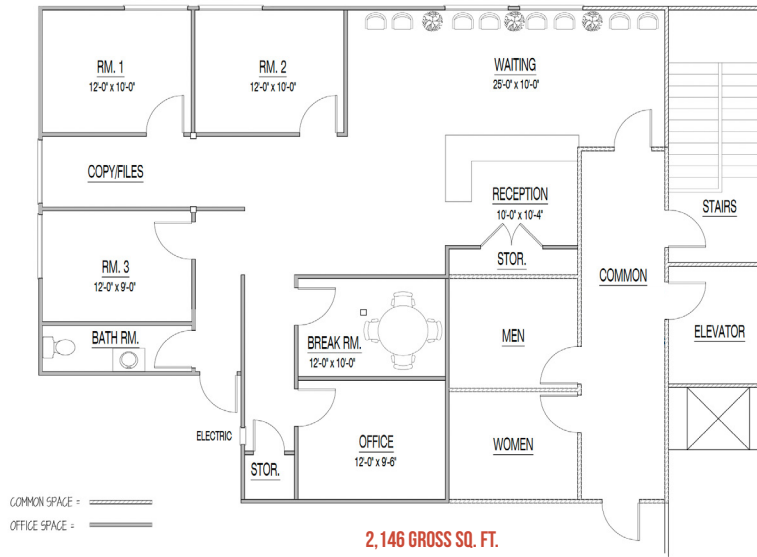 RM. 1
12'-0" x 10'-0"
RM. 2
12'-0" x 10'-0"
WAITING
25'-0" x 10'-0"
COPY/FILES
RECEPTION
10'-0" x 10'-4"
STOR.
STAIRS
RM. 3
12'-0" x 9'-0"
COMMON
BATH RM.
BREAK RM.
12'-0" x 10'-0"
MEN
ELEVATOR
ELECTRIC
STOR.
OFFICE
12'-0" x 9'-6"
WOMEN
COMMON SPACE =
OFFICE SPACE =
2,146 GROSS SQ. FT.